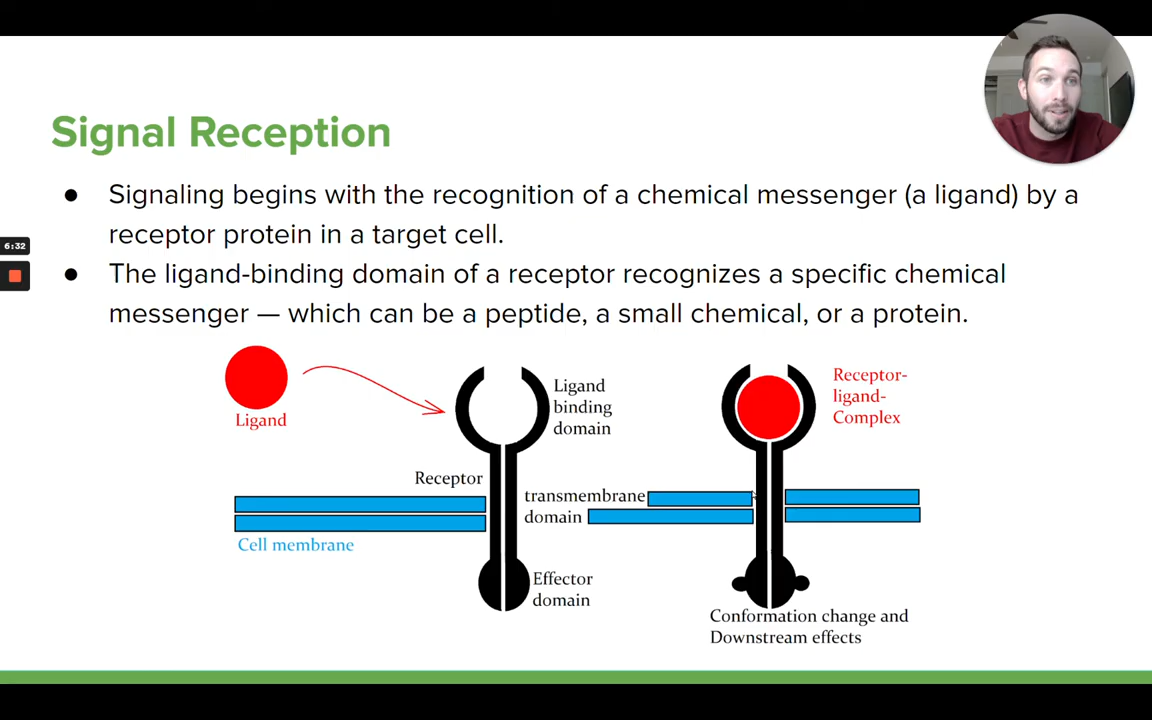 Signal Reception
● Signaling begins with the recognition of a chemical messenger (a ligand) by a
receptor protein in a target cell.
6:32
● The ligand-binding domain of a receptor recognizes a specific chemical
messenger — which can be a peptide, a small chemical, or a protein.
Ligand
Ligand
binding
domain
Receptor-
ligand-
Complex
Receptor
transmembrane
domain
Cell membrane
Effector
domain
Conformation change and
Downstream effects